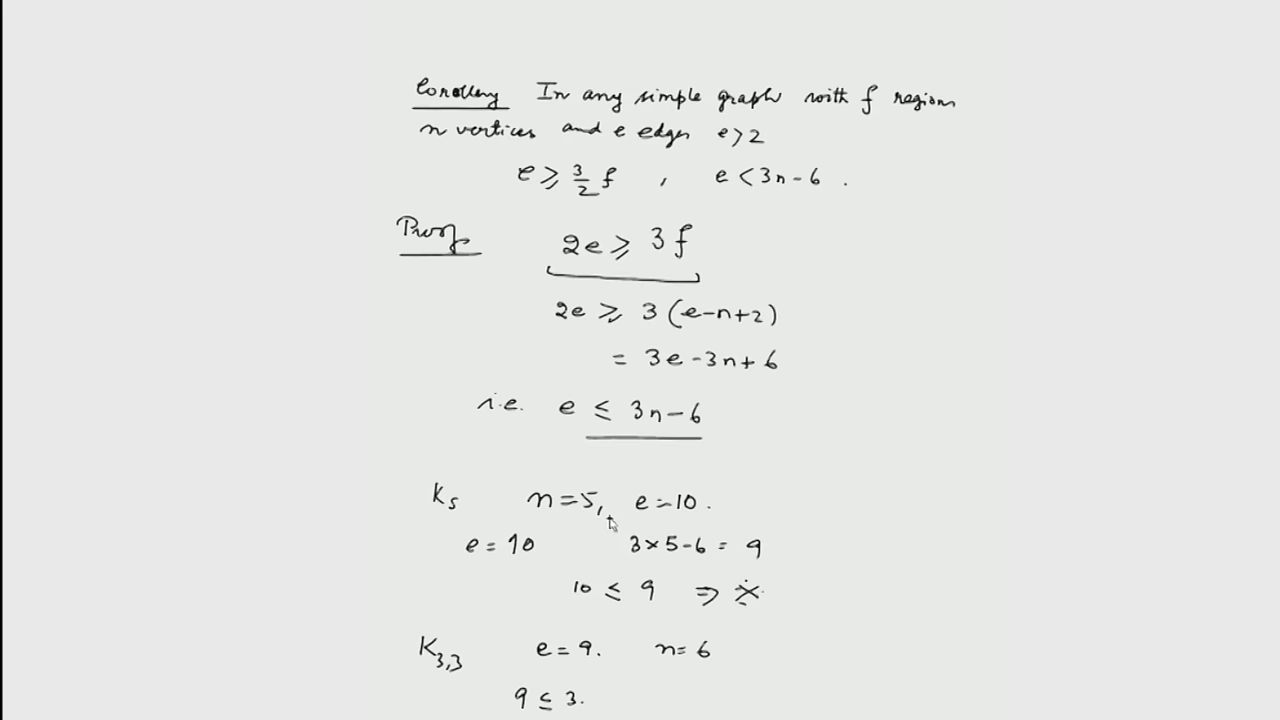 Corollary In any simple graph with f regions
n vertices and e edges e>2
e ≥ 3/2 f , e < 3n-6 .
Proof 2e ≥ 3f
2e ≥ 3(e-n+2)
= 3e-3n+6
i.e. e ≤ 3n-6
K₅ n=5, e=10.
e=10 3×5-6= 9
10 ≤ 9 ⇒ ※
K₃,₃ e=9. n=6
9 ≤ 3.